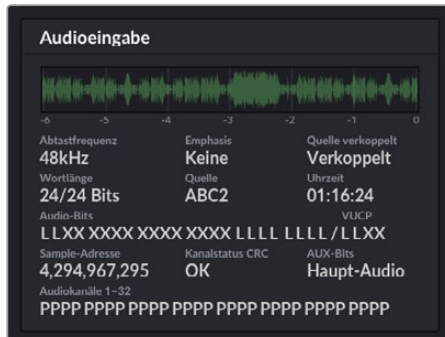 Audioeingabe
-6 -5 -4 -3 -2 -1 0
Abtastfrequenz Emphasis Quelle verkoppelt
48kHz Keine Verkoppelt
Wortlänge Quelle Uhrzeit
24/24 Bits ABC2 01:16:24
Audio-Bits VUCP
LLXX XXXX XXXX XXXX LLLL LLLL / LLXX
Sample-Adresse Kanalstatus CRC AUX-Bits
4,294,967,295 OK Haupt-Audio
Audiokanäle 1–32
PPPP PPPP PPPP PPPP PPPP PPPP PPPP PPPP